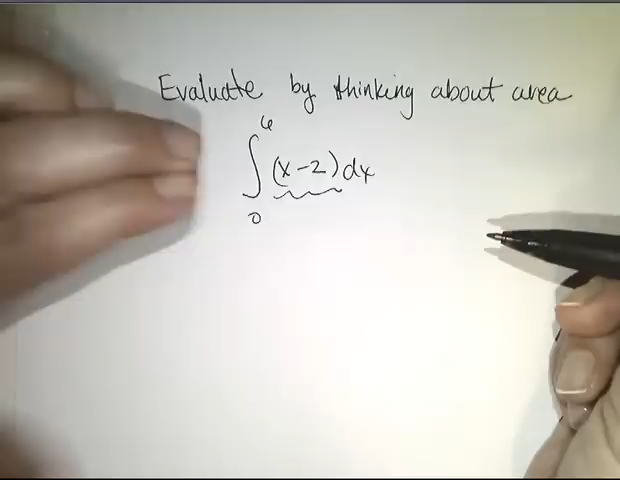 Evaluate by thinking about area
∫₀⁶ (x-2) dx